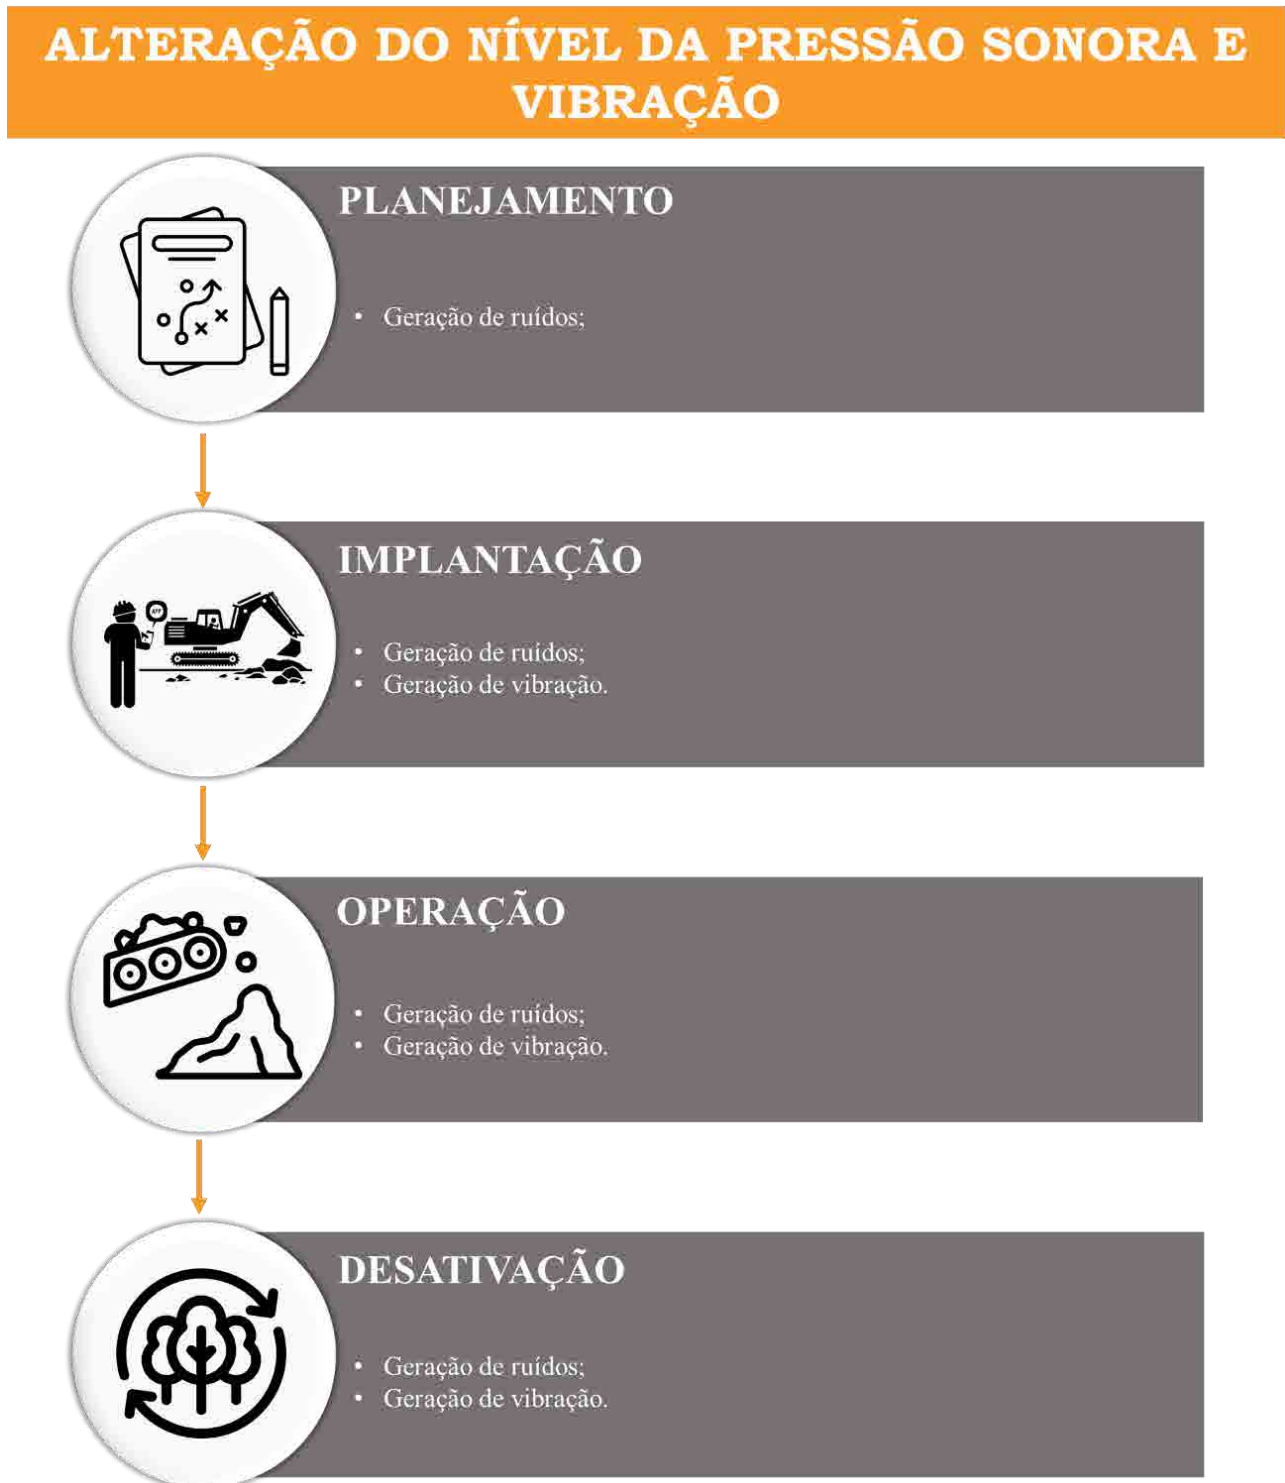 ALTERAÇÃO DO NÍVEL DA PRESSÃO SONORA E
VIBRAÇÃO
PLANEJAMENTO
• Geração de ruídos;
IMPLANTAÇÃO
• Geração de ruídos;
• Geração de vibração.
OPERAÇÃO
• Geração de ruídos;
• Geração de vibração.
DESATIVAÇÃO
• Geração de ruídos;
• Geração de vibração.